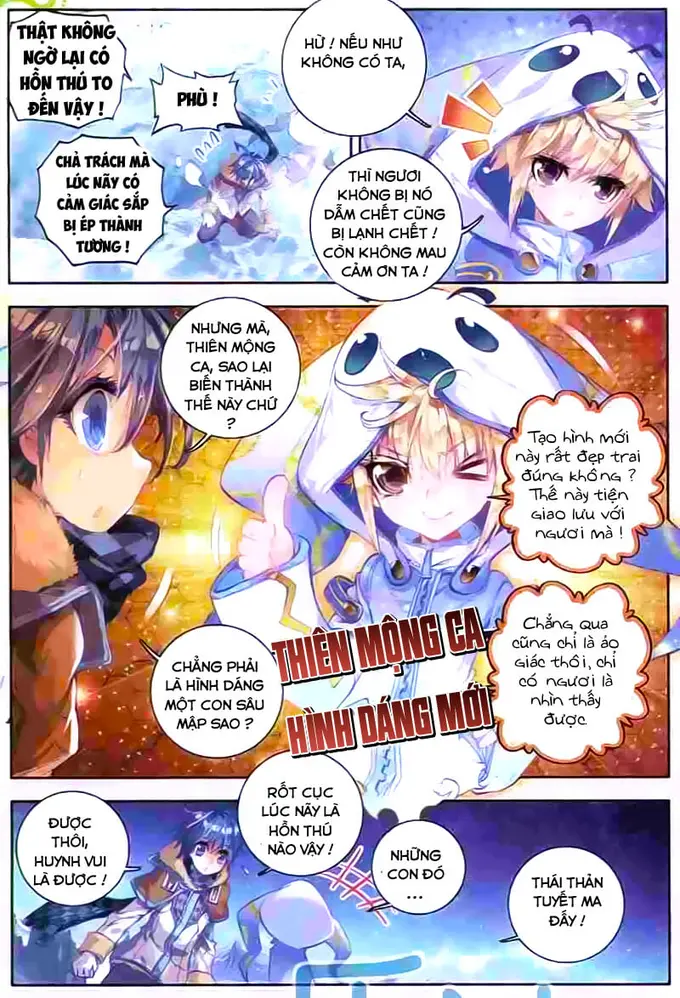 THẬT KHÔNG
NGỜ LẠI CÓ
HỒN THÚ TO
ĐẾN VẬY !
PHÙ !
CHẢ TRÁCH MÀ
LÚC NÃY CÓ
CẢM GIÁC SẮP
BỊ ÉP THÀNH
TƯƠNG !
HỪ ! NẾU NHƯ
KHÔNG CÓ TA,
THÌ NGƯƠI
KHÔNG BỊ NÓ
DẪM CHẾT CŨNG
BỊ LẠNH CHẾT !
CÒN KHÔNG MAU
CẢM ƠN TA !
NHƯNG MÀ,
THIÊN MỘNG
CA, SAO LẠI
BIẾN THÀNH
THẾ NÀY CHỨ
?
Tạo hình mới
này rất đẹp trai
đúng không ?
Thế này tiện
giao lưu với
ngươi mà !
CHẲNG PHẢI
LÀ HÌNH DÁNG
MỘT CON SÂU
MẬP SAO ?
THIÊN MỘNG CA
HÌNH DÁNG MỚI
Chẳng qua
cũng chỉ là ảo
giác thôi, chỉ
có ngươi là
nhìn thấy
được
ĐƯỢC
THÔI,
HUYNH VUI
LÀ ĐƯỢC !
RỐT CỤC
LÚC NÃY LÀ
HỒN THÚ
NÀO VẬY !
NHỮNG
CON ĐÓ
...
THÁI THẢN
TUYẾT MA
ĐẤY !